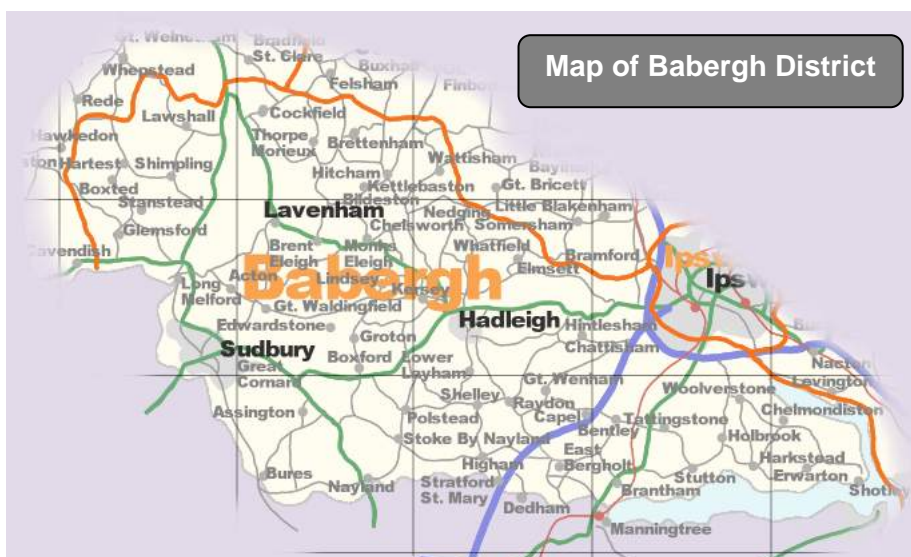 Map of Babergh District
Gt. Welnetham
Bradfield
St. Clare
Whepstead
Felsham
Rede
Lawshall
Cockfield
Hawkedon
Thorpe
Morieux
Brettenham
Wattisham
Hartest
Shimpling
Hitcham
Kettlebaston
Gt. Bricett
Boxted
Stanstead
Bildeston
Little Blakenham
Lavenham
Nedging
Chelsworth
Somersham
Glemsford
Brent
Eleigh
Monks
Eleigh
Whatfield
Bramford
Cavendish
Elmsett
Acton
Lindsey
Babergh
Long
Melford
Kersey
Gt. Waldingfield
Hadleigh
Edwardstone
Groton
Hintlesham
Chattisham
Sudbury
Boxford
Lower
Layham
Great
Cornard
Nacton
Levington
Gt. Wenham
Woolverstone
Shelley
Raydon
Assington
Polstead
Capel
Tattingstone
Chelmondiston
Bentley
Stoke By Nayland
Holbrook
East
Bergholt
Higham
Harkstead
Erwarton
Bures
Nayland
Stratford
St. Mary
Stutton
Brantham
Shotley
Dedham
Manningtree